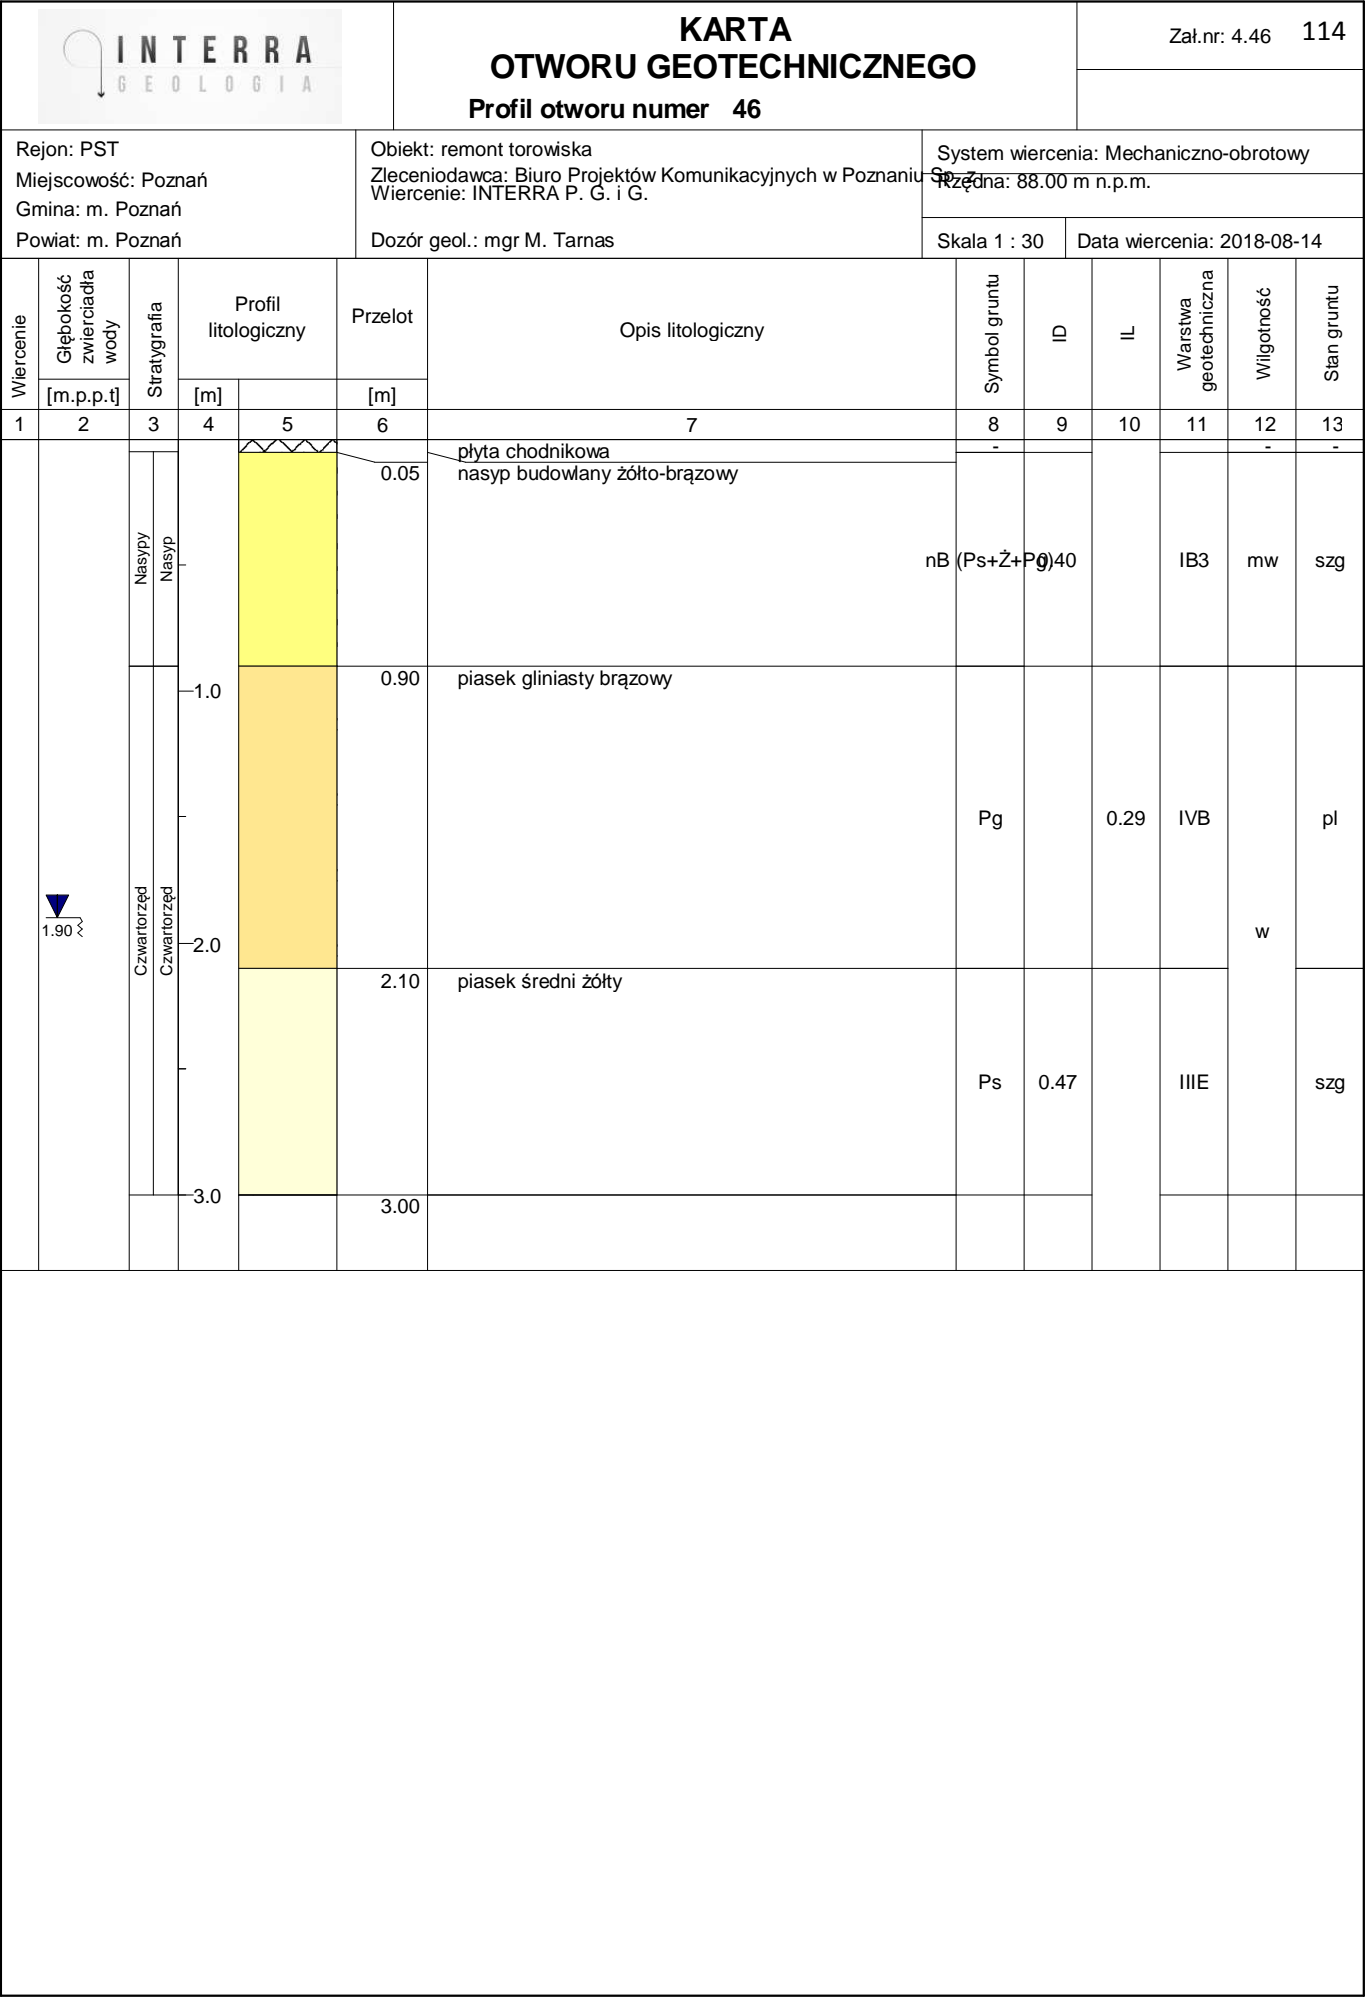 INTERRA
GEOLOGIA
KARTA
OTWORU GEOTECHNICZNEGO
Profil otworu numer 46
Zał.nr: 4.46
114
Rejon: PST
Miejscowość: Poznań
Gmina: m. Poznań
Powiat: m. Poznań
Obiekt: remont torowiska
Zleceniodawca: Biuro Projektów Komunikacyjnych w Poznaniu Sp. z
Wiercenie: INTERRA P. G. i G.
Dozór geol.: mgr M. Tarnas
System wiercenia: Mechaniczno-obrotowy
Rzędna: 88.00 m n.p.m.
Skala 1 : 30
Data wiercenia: 2018-08-14
Wiercenie
Głębokość
zwierciadła
wody
[m.p.p.t]
Stratygrafia
Profil
litologiczny
[m]
Przelot
[m]
Opis litologiczny
Symbol gruntu
ID
IL
Warstwa
geotechniczna
Wilgotność
Stan gruntu
1 2 3 4 5 6 7 8 9 10 11 12 13
płyta chodnikowa - - -
0.05 nasyp budowlany żółto-brązowy
Nasypy
Nasyp
nB (Ps+Ż+Pg) 0.40 IB3 mw szg
0.90 piasek gliniasty brązowy
1.0
Pg 0.29 IVB pl
Czwartorzęd
Czwartorzęd
1.90
w
2.0
2.10 piasek średni żółty
Ps 0.47 IIIE szg
3.0
3.00